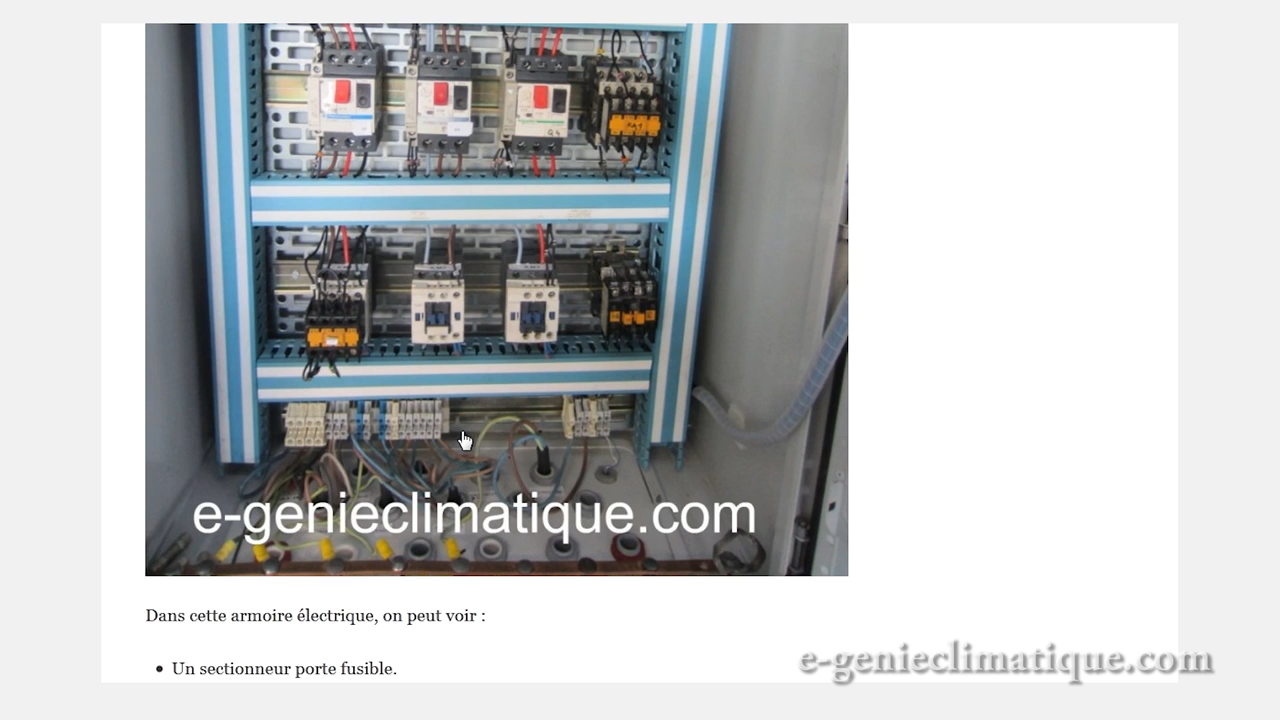 e-genieclimatique.com
Dans cette armoire électrique, on peut voir :
• Un sectionneur porte fusible.
e-genieclimatique.com